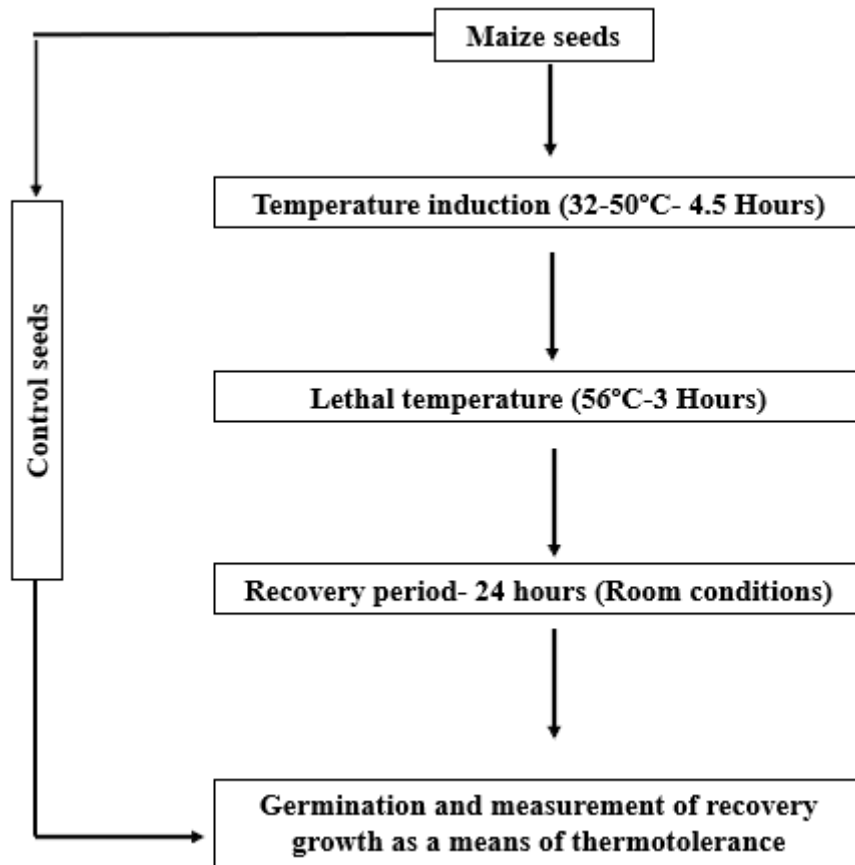 Maize seeds
Temperature induction (32-50°C- 4.5 Hours)
Control seeds
Lethal temperature (56°C-3 Hours)
Recovery period- 24 hours (Room conditions)
Germination and measurement of recovery
growth as a means of thermotolerance